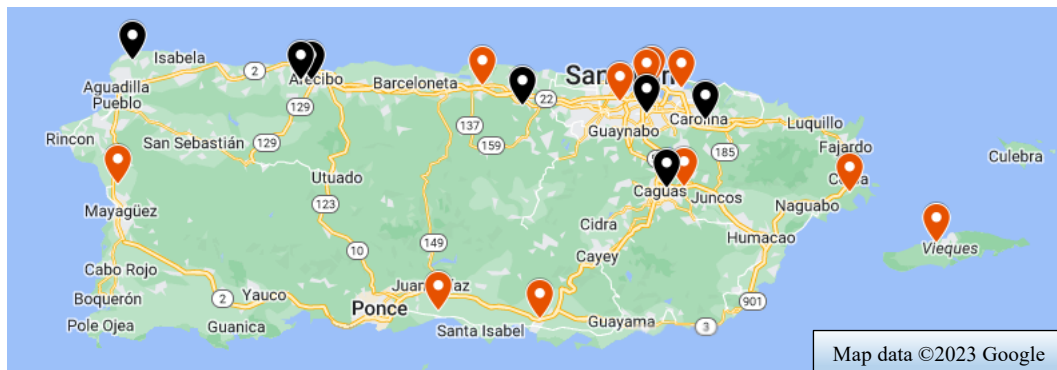 Isabela
2
Aguadilla
Pueblo
129
Barceloneta
22
Carolina
Luquillo
Rincon
San Sebastián
129
137
159
Guaynabo
185
Fajardo
Culebra
Utuado
Caguas
Juncos
Mayagüez
123
Naguabo
Cidra
Humacao
Vieques
149
10
Cayey
Cabo Rojo
2
Yauco
Boquerón
Ponce
901
Pole Ojea
Guanica
Santa Isabel
Guayama
3
Map data ©2023 Google